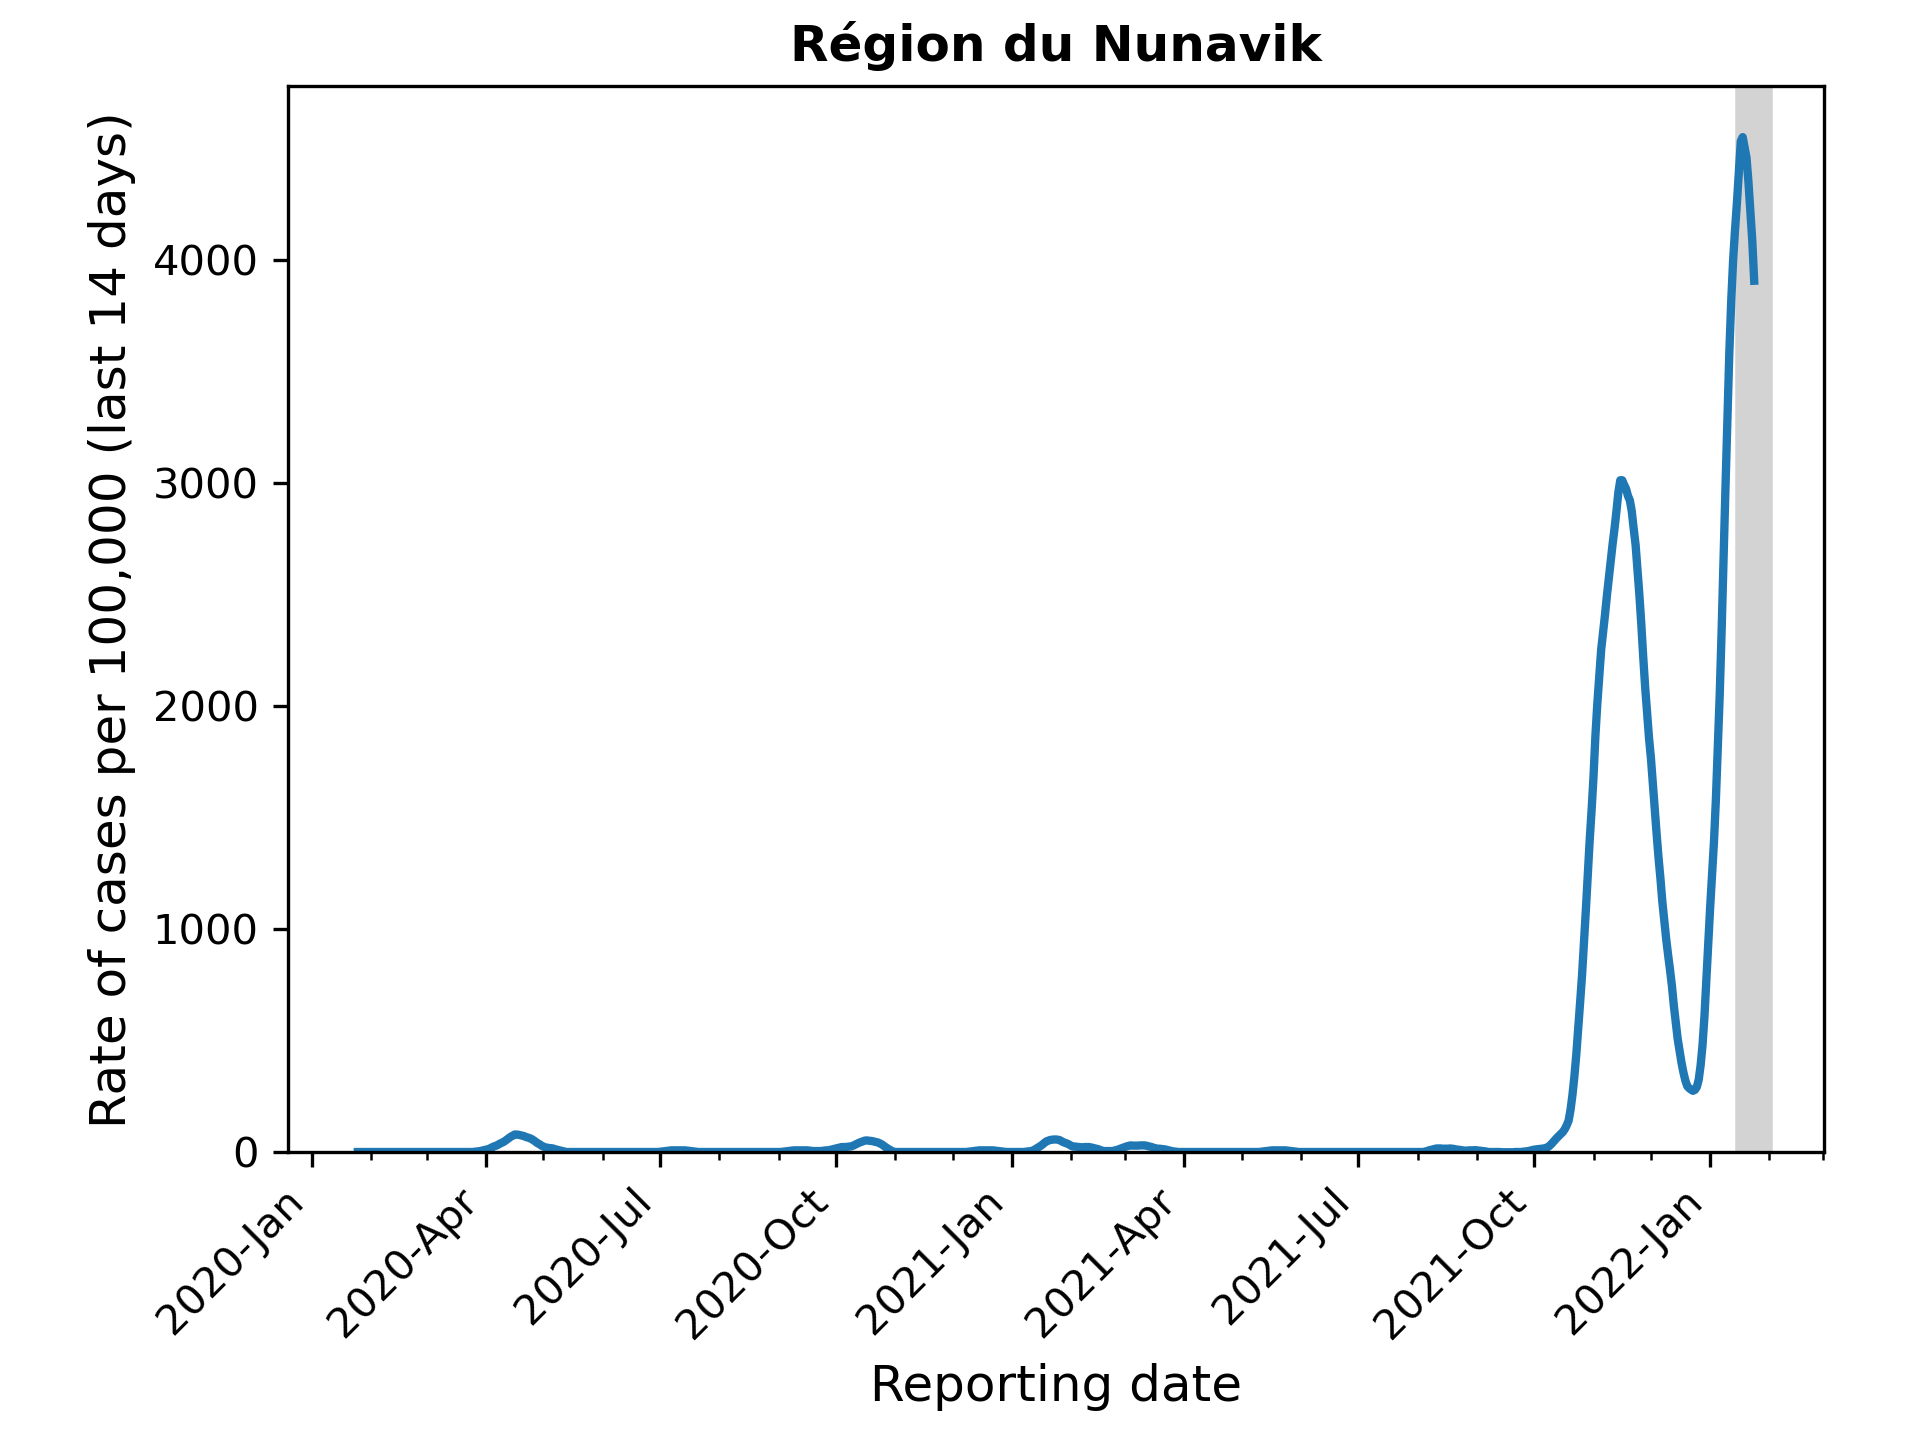 Région du Nunavik
Rate of cases per 100,000 (last 14 days)
4000
3000
2000
1000
0
2020-Jan
2020-Apr
2020-Jul
2020-Oct
2021-Jan
2021-Apr
2021-Jul
2021-Oct
2022-Jan
Reporting date